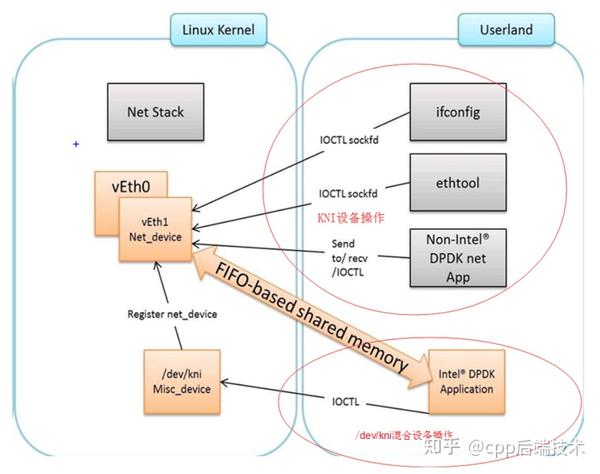 Linux Kernel
Userland
Net Stack
ifconfig
IOCTL sockfd
ethtool
vEth0
IOCTL sockfd
KNI设备操作
vEth1
Net_device
Send
to/ recv
/IOCTL
Non-Intel®
DPDK net
App
FIFO-based shared memory
Register net_device
/dev/kni
Misc_device
IOCTL
Intel® DPDK
Application
/dev/kni混合设备操作
知乎 @cpp后端技术